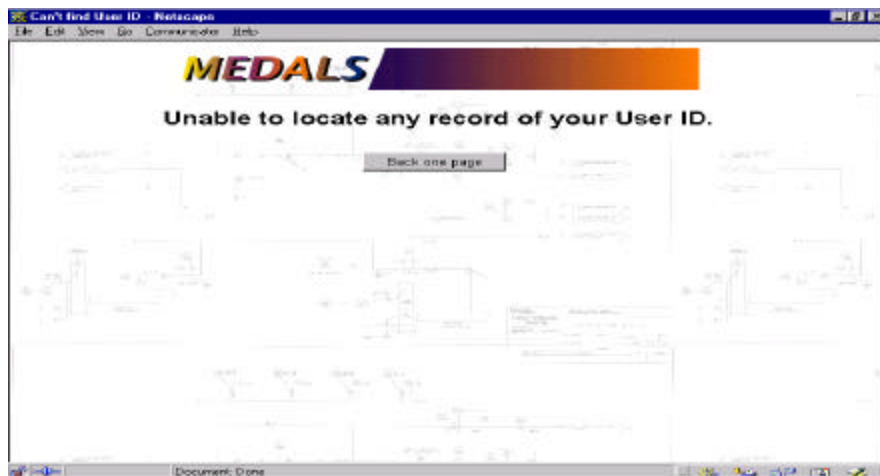 Can't find User ID - Netscape
File Edit View Go Communicator Help
MEDALS
Unable to locate any record of your User ID.
Back one page
Document: Done